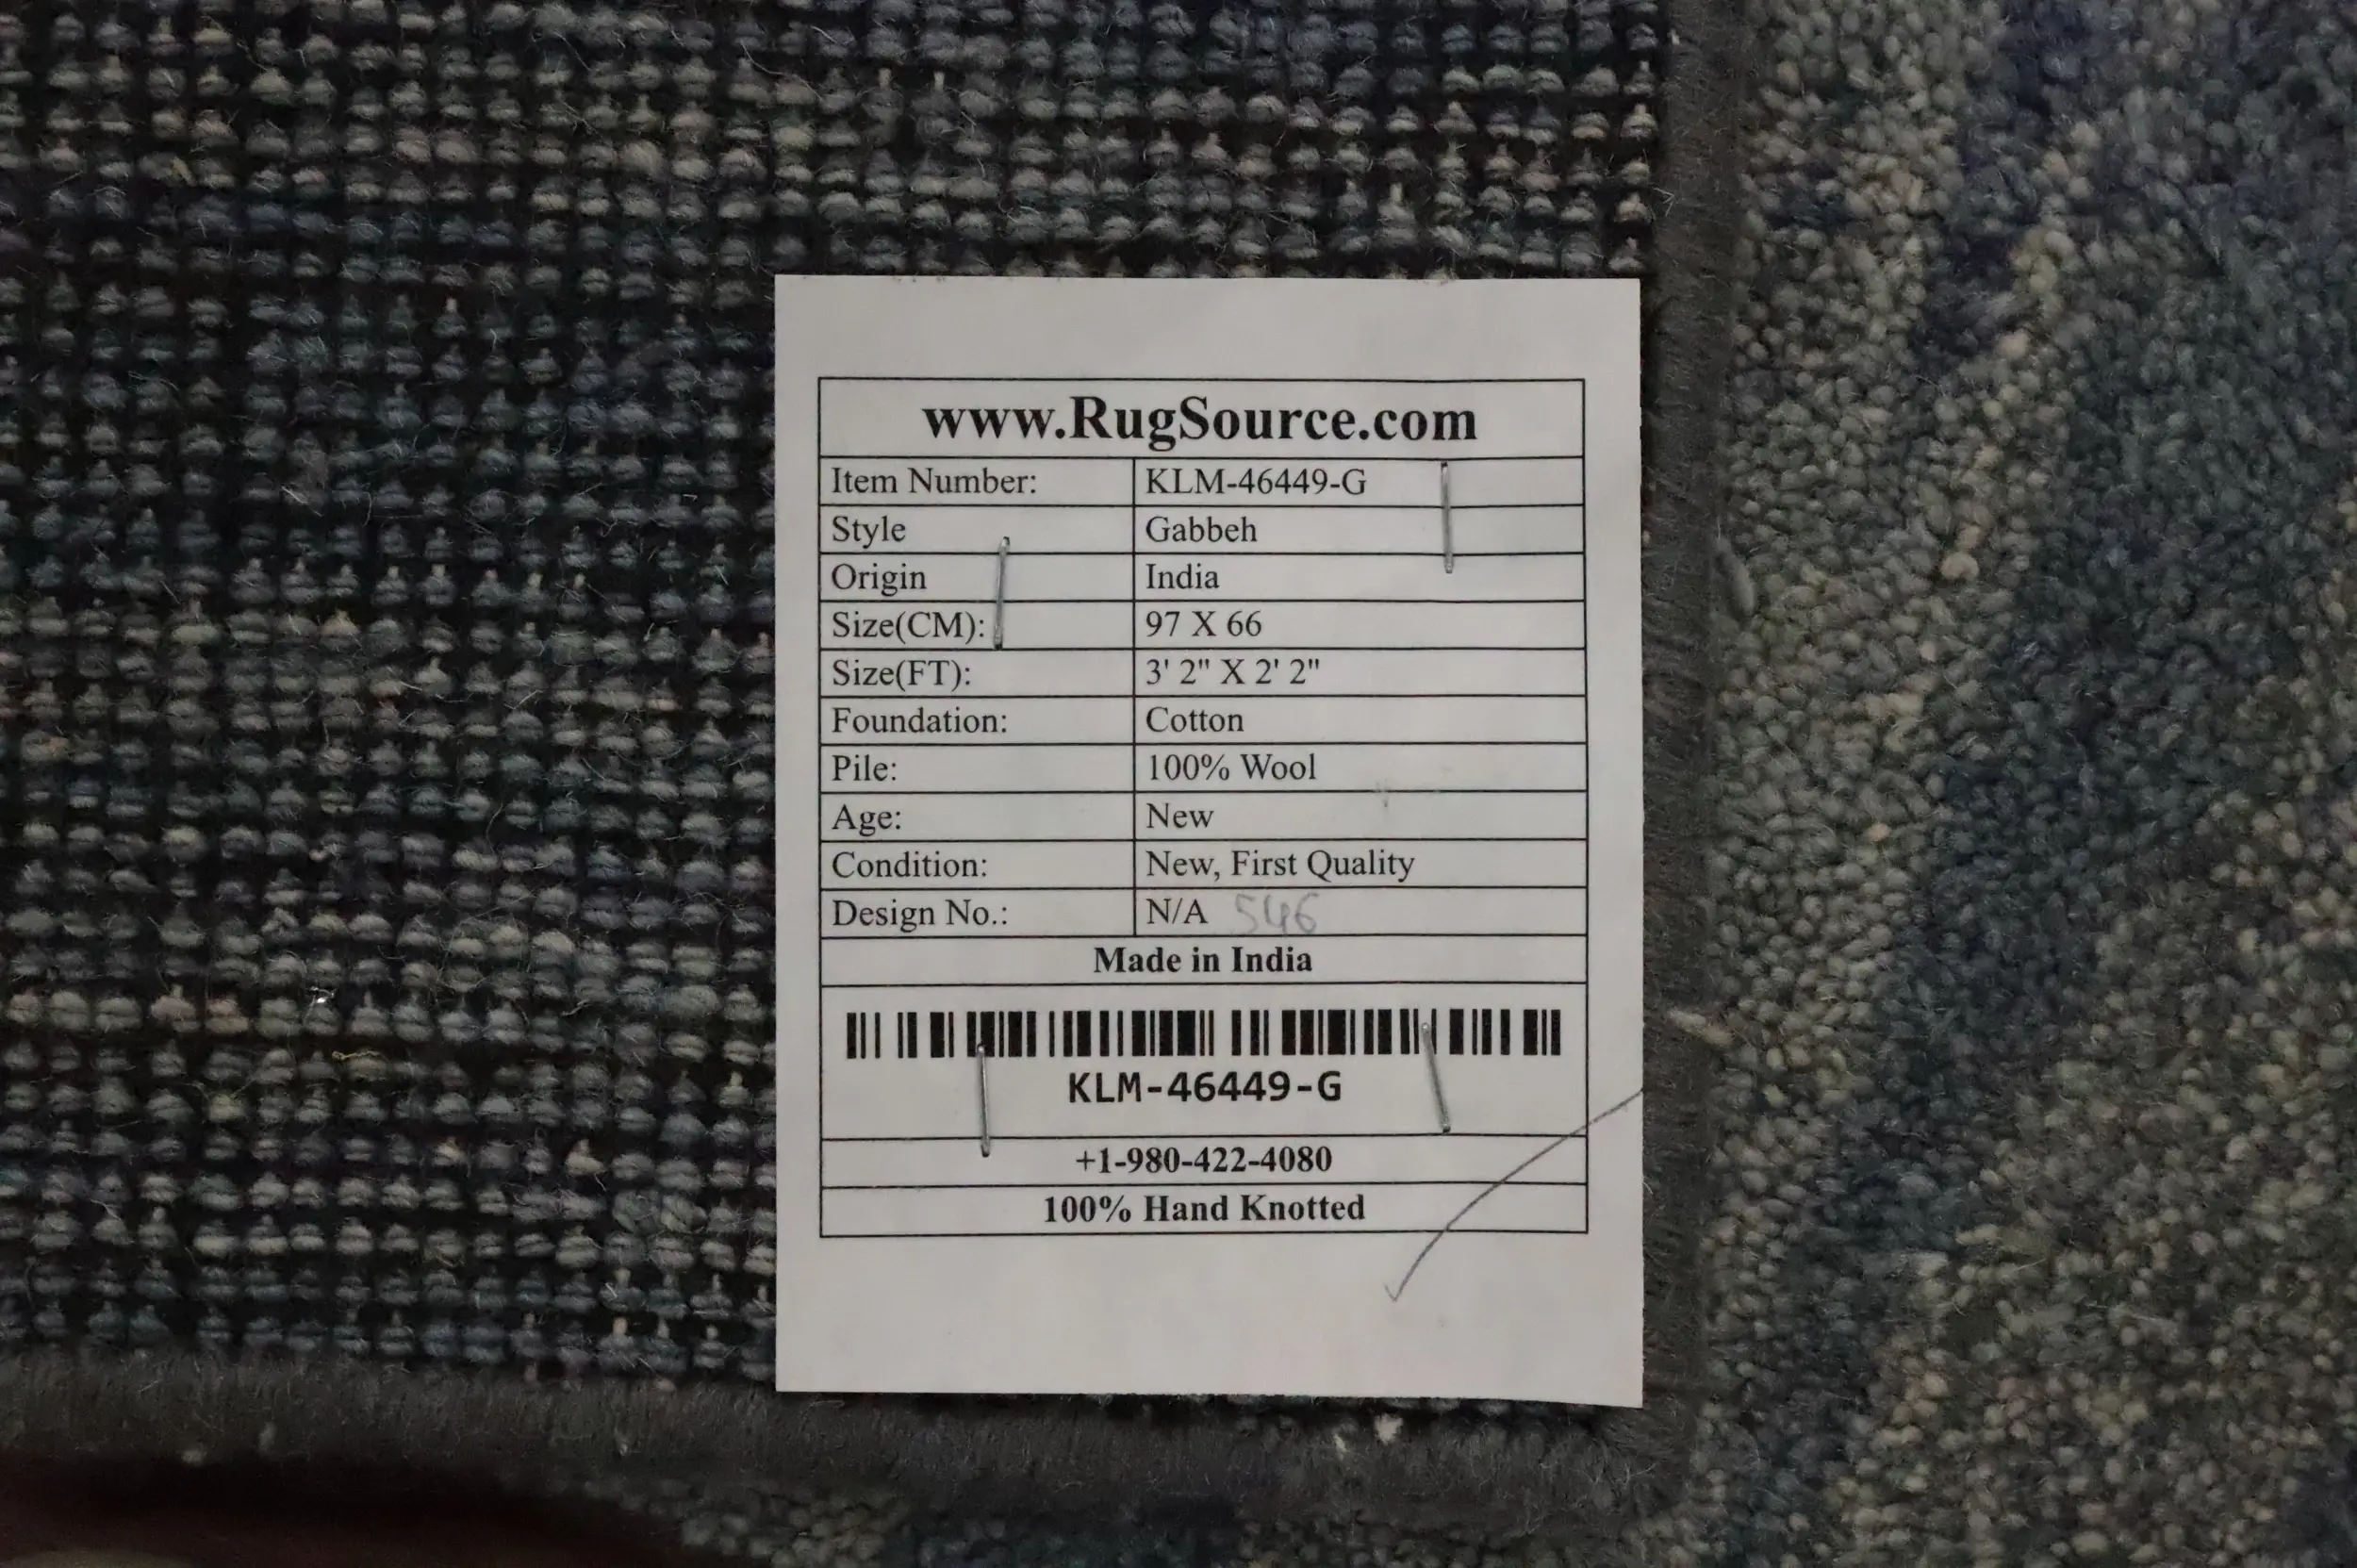 www.RugSource.com
Item Number: KLM-46449-G
Style Gabbeh
Origin India
Size(CM): 97 X 66
Size(FT): 3' 2" X 2' 2"
Foundation: Cotton
Pile: 100% Wool
Age: New
Condition: New, First Quality
Design No.: N/A 546
Made in India
KLM-46449-G
+1-980-422-4080
100% Hand Knotted